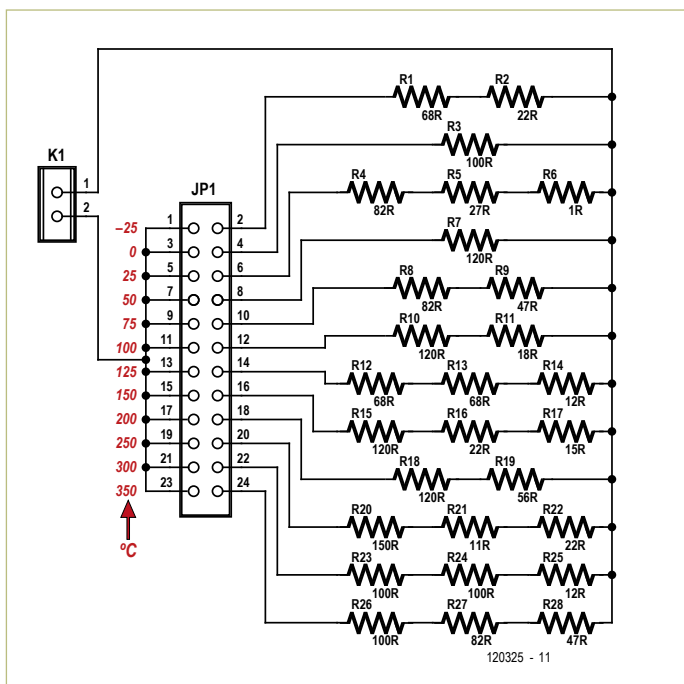 R1 R2
68R 22R
R3
100R
K1
R4 R5 R6
1
JP1
82R 27R 1R
2
R7
–25 1 2
120R
0 3 4
25 5 6
R8 R9
50 7 8
82R 47R
75 9 10
R10 R11
100 11 12
120R 18R
125 13 14
R12 R13 R14
68R 68R 12R
150 15 16
R15 R16 R17
200 17 18
120R 22R 15R
250 19 20
R18 R19
300 21 22
120R 56R
350 23 24
R20 R21 R22
150R 11R 22R
°C
R23 R24 R25
100R 100R 12R
R26 R27 R28
100R 82R 47R
120325 - 11